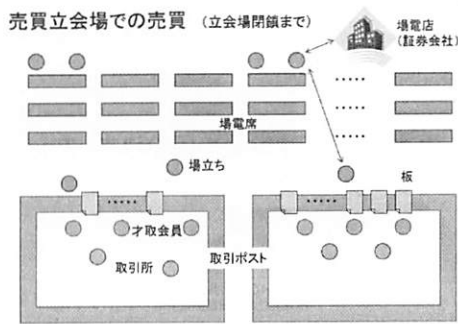 売買立会場での売買 (立会場閉鎖まで)
場電店
(証券会社)
場電席
場立ち
板
才取会員
取引所
取引ポスト